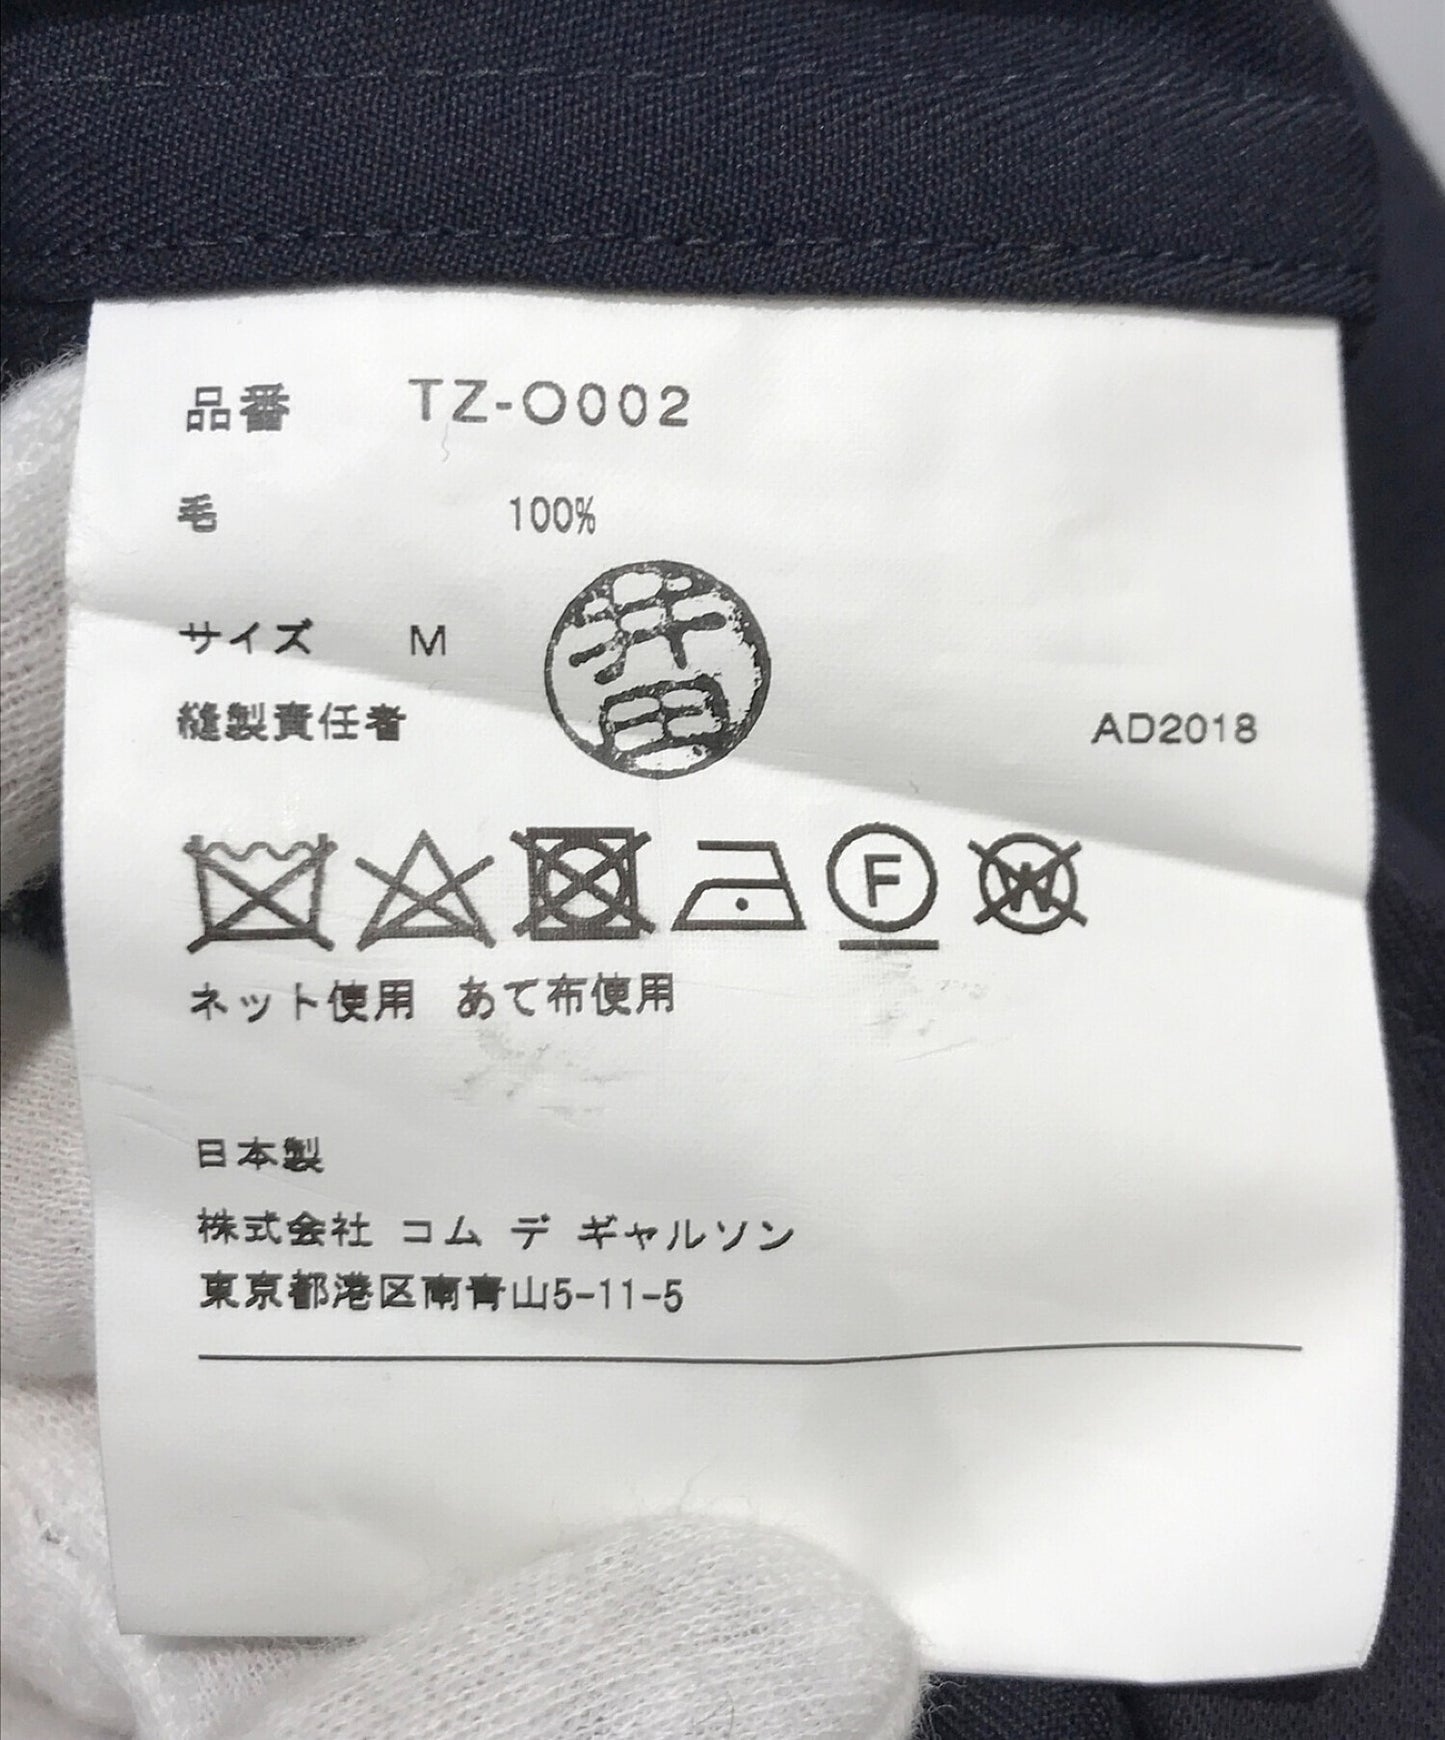 品番 TZ-O002
毛 100%
サイズ M
縫製責任者
AD2018
F
W
ネット使用 あて布使用
日本製
株式会社 コム デ ギャルソン
東京都港区南青山5-11-5